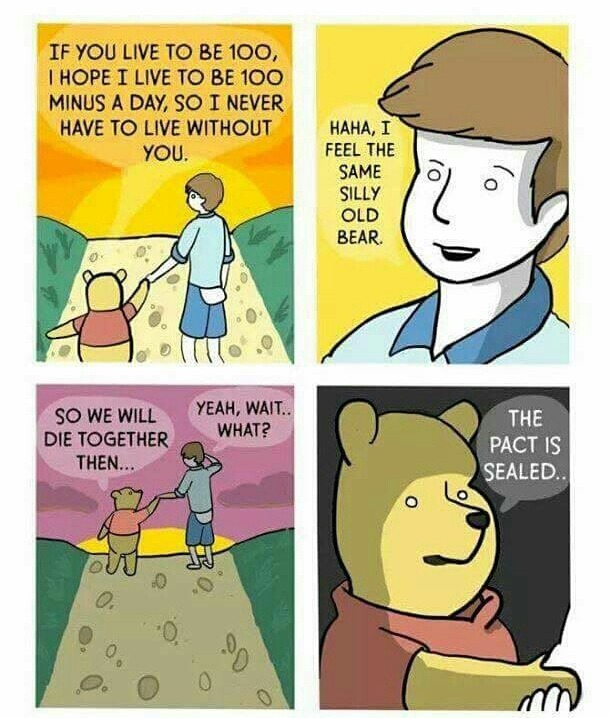 IF YOU LIVE TO BE 100,
I HOPE I LIVE TO BE 100
MINUS A DAY, SO I NEVER
HAVE TO LIVE WITHOUT
YOU.
HAHA, I
FEEL THE
SAME
SILLY
OLD
BEAR.
SO WE WILL
DIE TOGETHER
THEN...
YEAH, WAIT..
WHAT?
THE
PACT IS
SEALED..